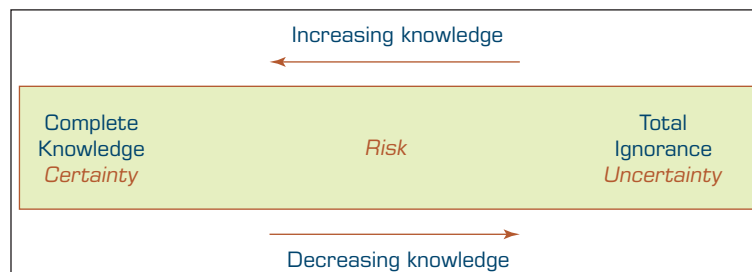 Increasing knowledge
Complete
Knowledge
Certainty
Risk
Total
Ignorance
Uncertainty
Decreasing knowledge